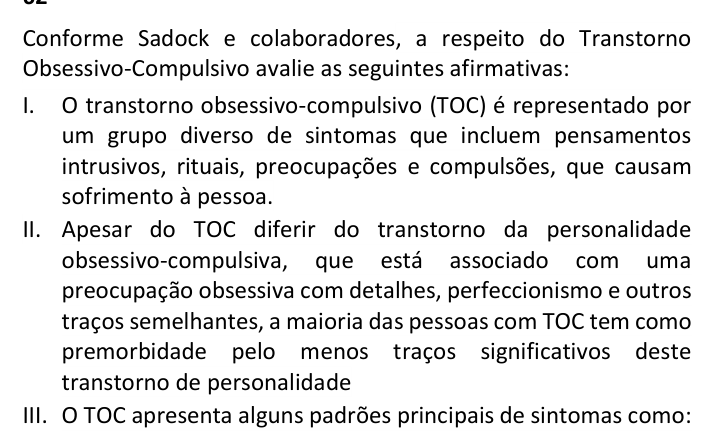 Conforme Sadock e colaboradores, a respeito do Transtorno
Obsessivo-Compulsivo avalie as seguintes afirmativas:
I. O transtorno obsessivo-compulsivo (TOC) é representado por
um grupo diverso de sintomas que incluem pensamentos
intrusivos, rituais, preocupações e compulsões, que causam
sofrimento à pessoa.
II. Apesar do TOC diferir do transtorno da personalidade
obsessivo-compulsiva, que está associado com uma
preocupação obsessiva com detalhes, perfeccionismo e outros
traços semelhantes, a maioria das pessoas com TOC tem como
premorbidade pelo menos traços significativos deste
transtorno de personalidade
III. O TOC apresenta alguns padrões principais de sintomas como: